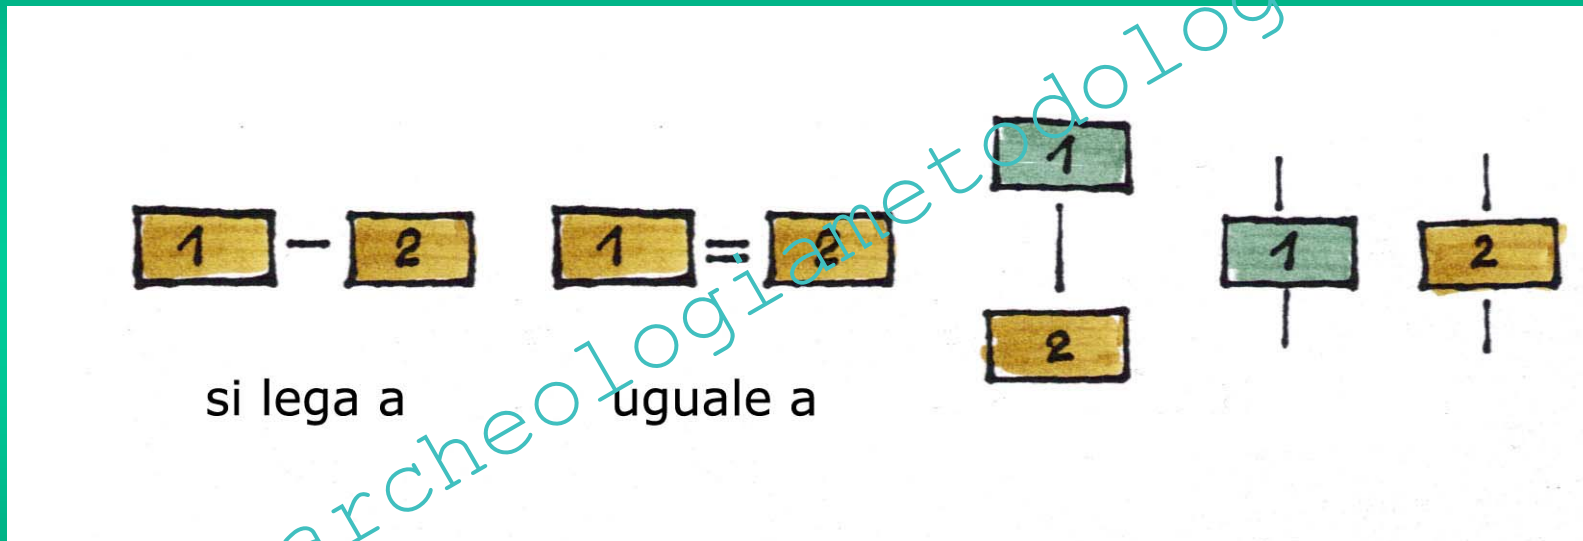 1 - 2
1 = 2
1
2
1 2
si lega a
uguale a
archeologiametodolog